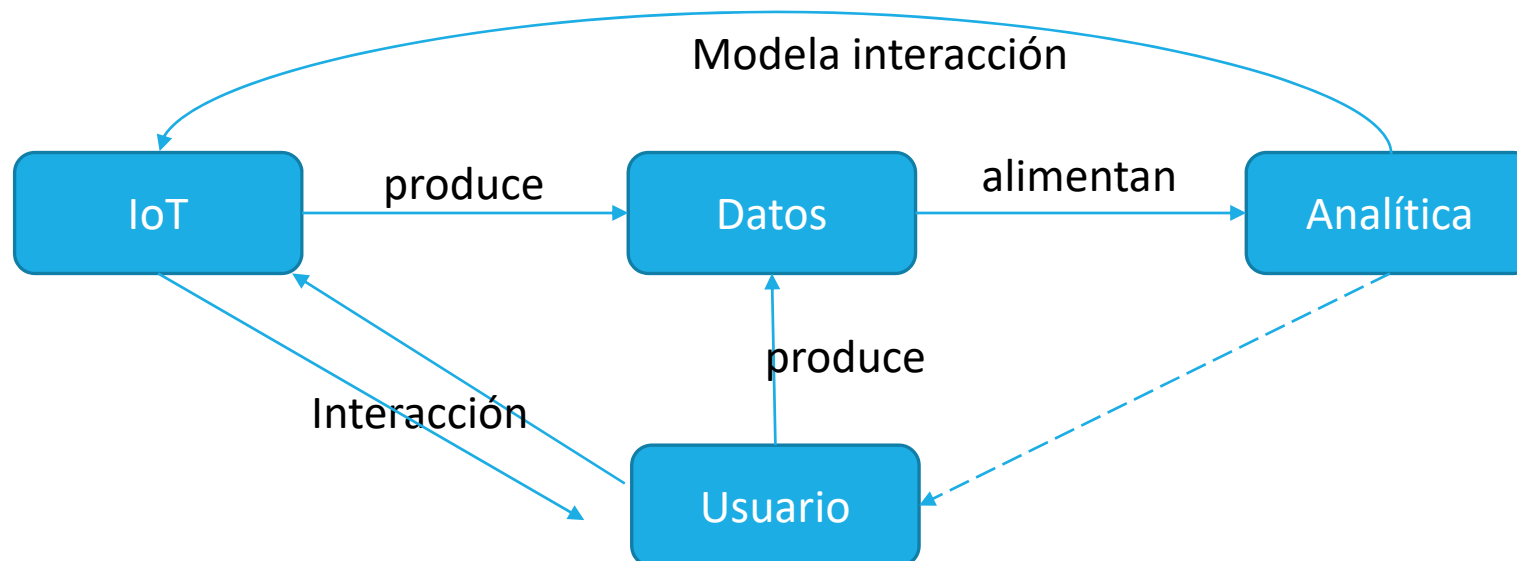 Modela interacción
IoT
produce
Datos
alimentan
Analítica
produce
Interacción
Usuario